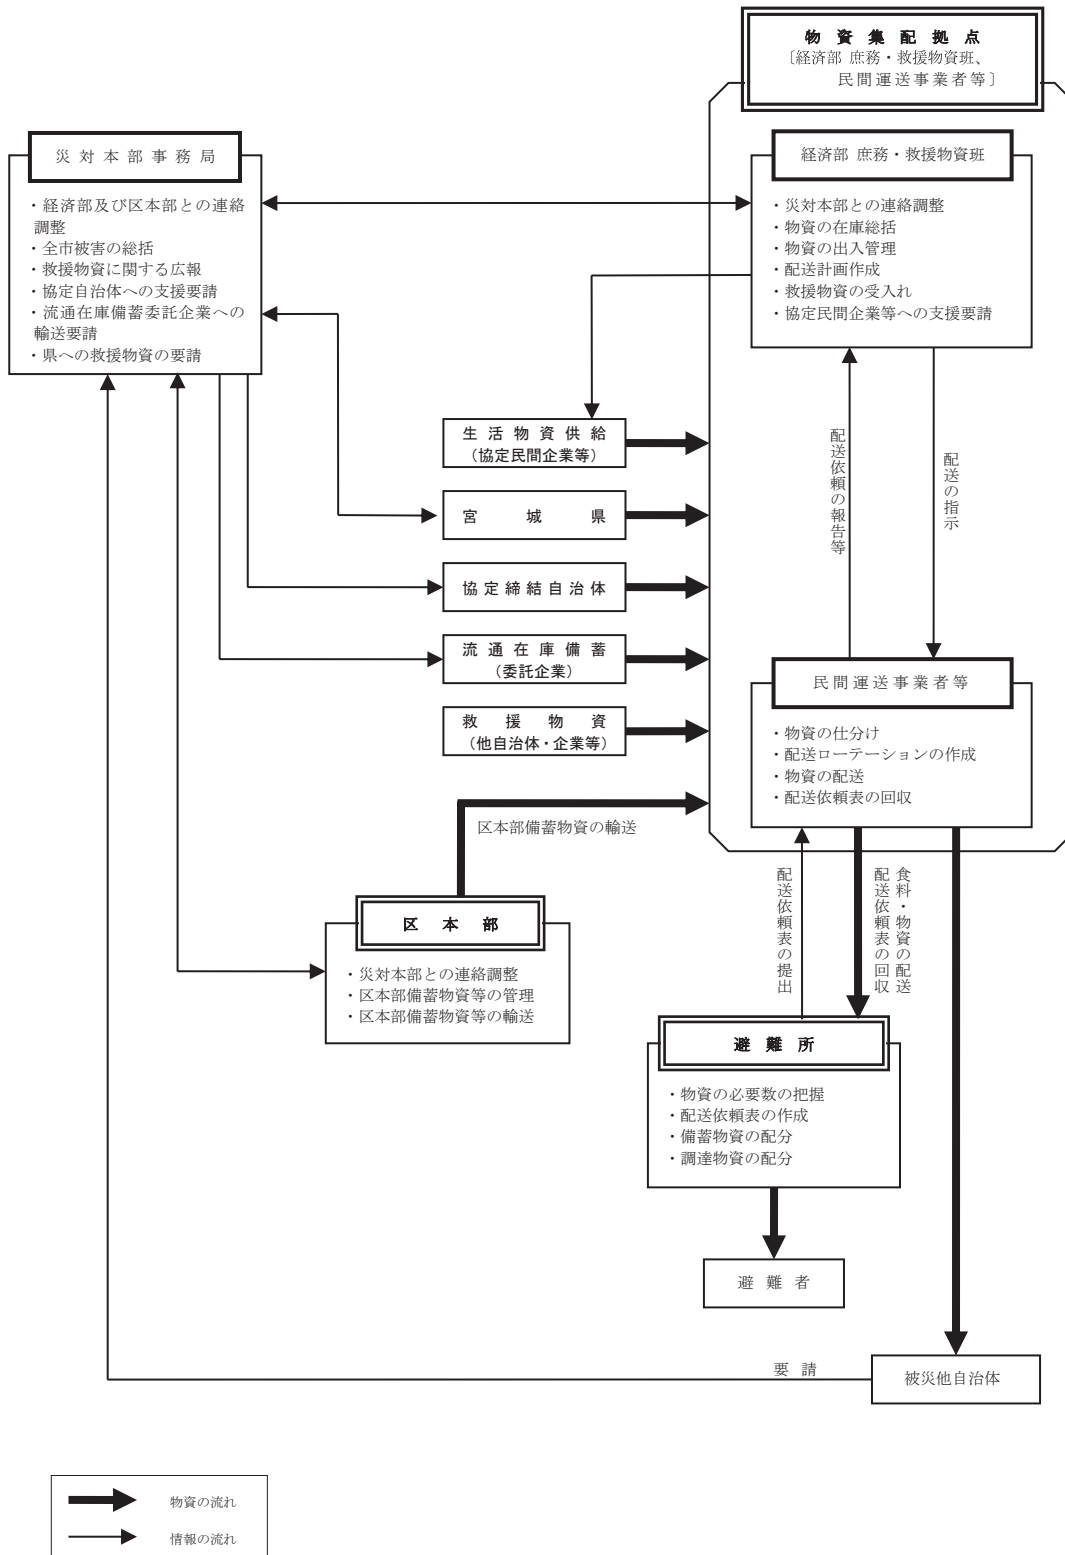 物資集配拠点
〔経済部 庶務・救援物資班、
民間運送事業者等〕
災対本部事務局
・経済部及び区本部との連絡
調整
・全市被害の総括
・救援物資に関する広報
・協定自治体への支援要請
・流通在庫備蓄委託企業への
輸送要請
・県への救援物資の要請
経済部 庶務・救援物資班
・災対本部との連絡調整
・物資の在庫総括
・物資の出入管理
・配送計画作成
・救援物資の受入れ
・協定民間企業等への支援要請
生活物資供給
（協定民間企業等）
宮城県
協定締結自治体
流通在庫備蓄
（委託企業）
救援物資
（他自治体・企業等）
配送依頼の報告等
配送の指示
民間運送事業者等
・物資の仕分け
・配送ローテーションの作成
・物資の配送
・配送依頼表の回収
区本部備蓄物資の輸送
区本部
・災対本部との連絡調整
・区本部備蓄物資等の管理
・区本部備蓄物資等の輸送
配送依頼表の提出
食料・物資の配送
配送依頼表の回収
避難所
・物資の必要数の把握
・配送依頼表の作成
・備蓄物資の配分
・調達物資の配分
避難者
要請
被災他自治体
物資の流れ
情報の流れ